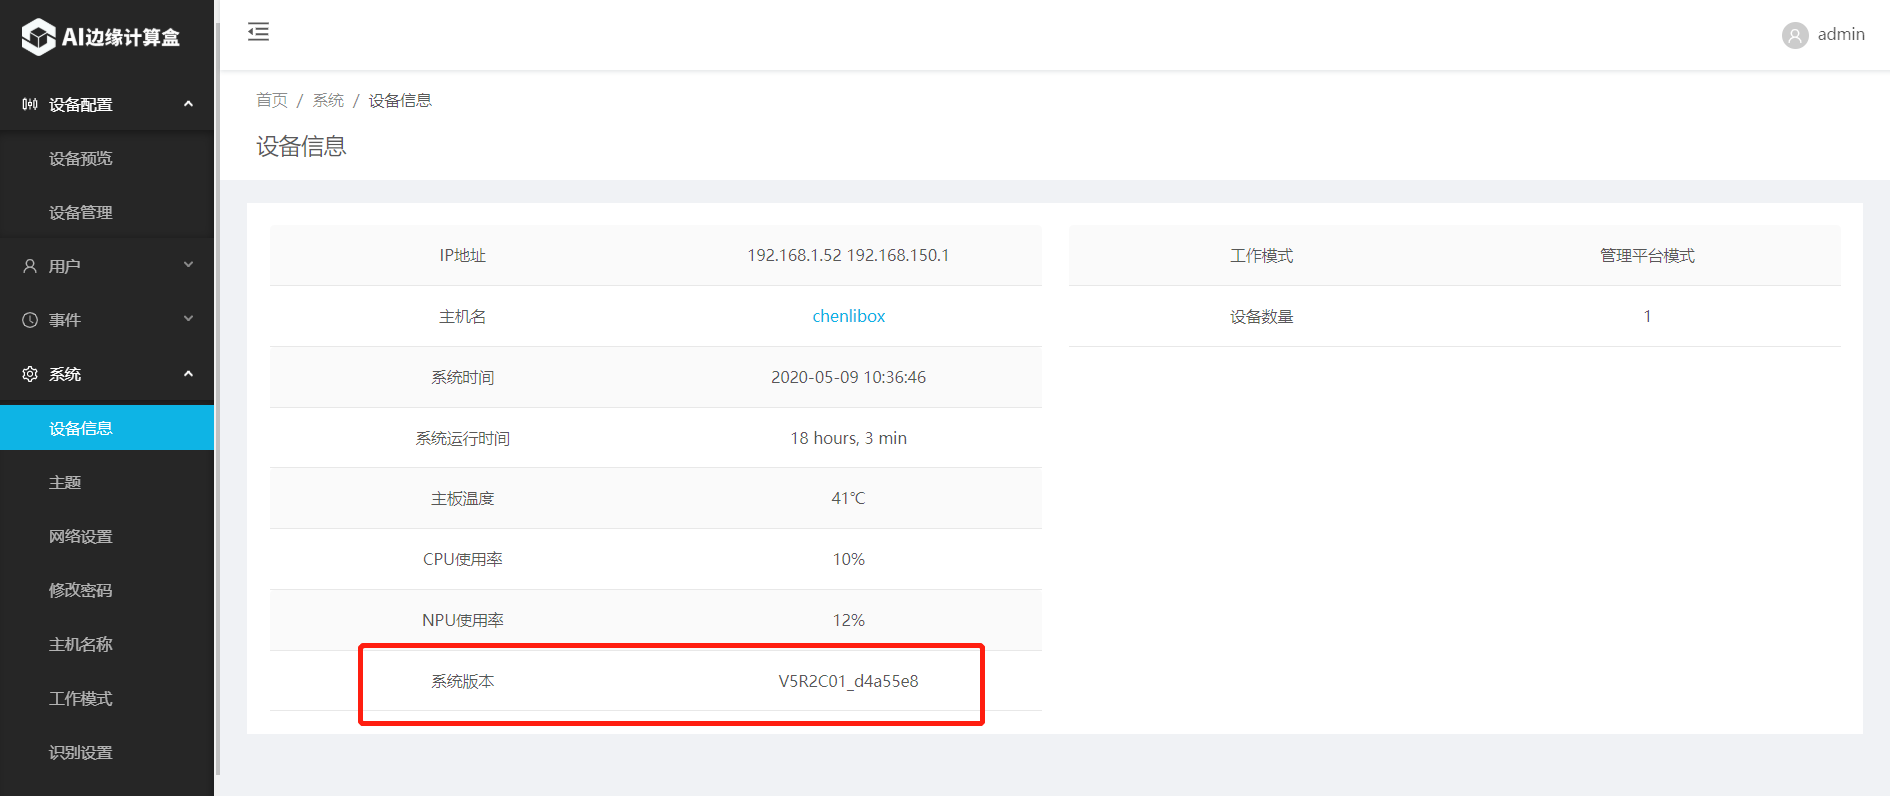 AI边缘计算盒
admin
设备配置
设备预览
设备管理
用户
事件
系统
设备信息
主题
网络设置
修改密码
主机名称
工作模式
识别设置
首页 / 系统 / 设备信息
设备信息
IP地址 192.168.1.52 192.168.150.1
主机名 chenlibox
系统时间 2020-05-09 10:36:46
系统运行时间 18 hours, 3 min
主板温度 41℃
CPU使用率 10%
NPU使用率 12%
系统版本 V5R2C01_d4a55e8
工作模式 管理平台模式
设备数量 1